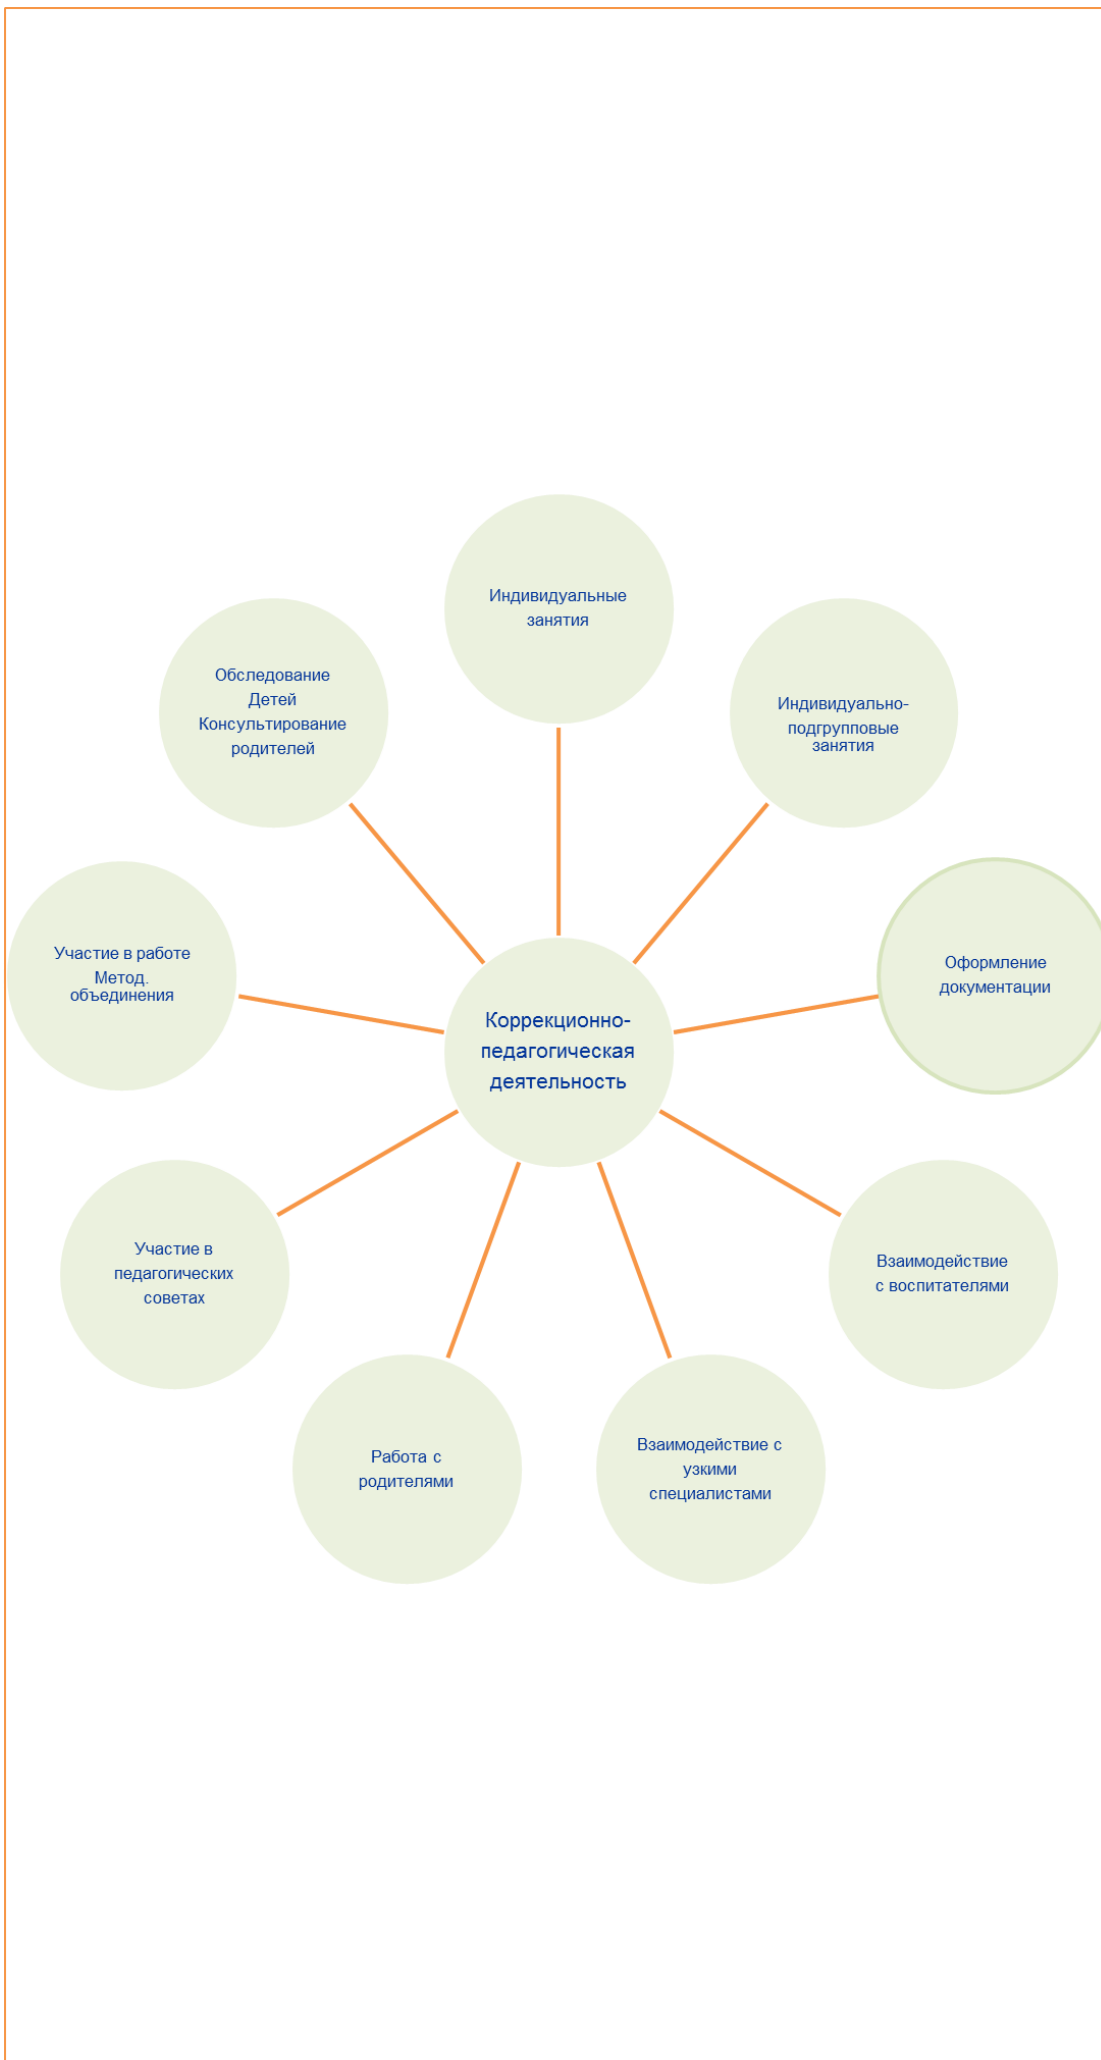 Индивидуальные
занятия
Обследование
Детей
Консультирование
родителей
Индивидуально-
подгрупповые
занятия
Участие в работе
Метод.
объединения
Оформление
документации
Коррекционно-
педагогическая
деятельность
Участие в
педагогических
советах
Взаимодействие
с воспитателями
Работа с
родителями
Взаимодействие с
узкими
специалистами